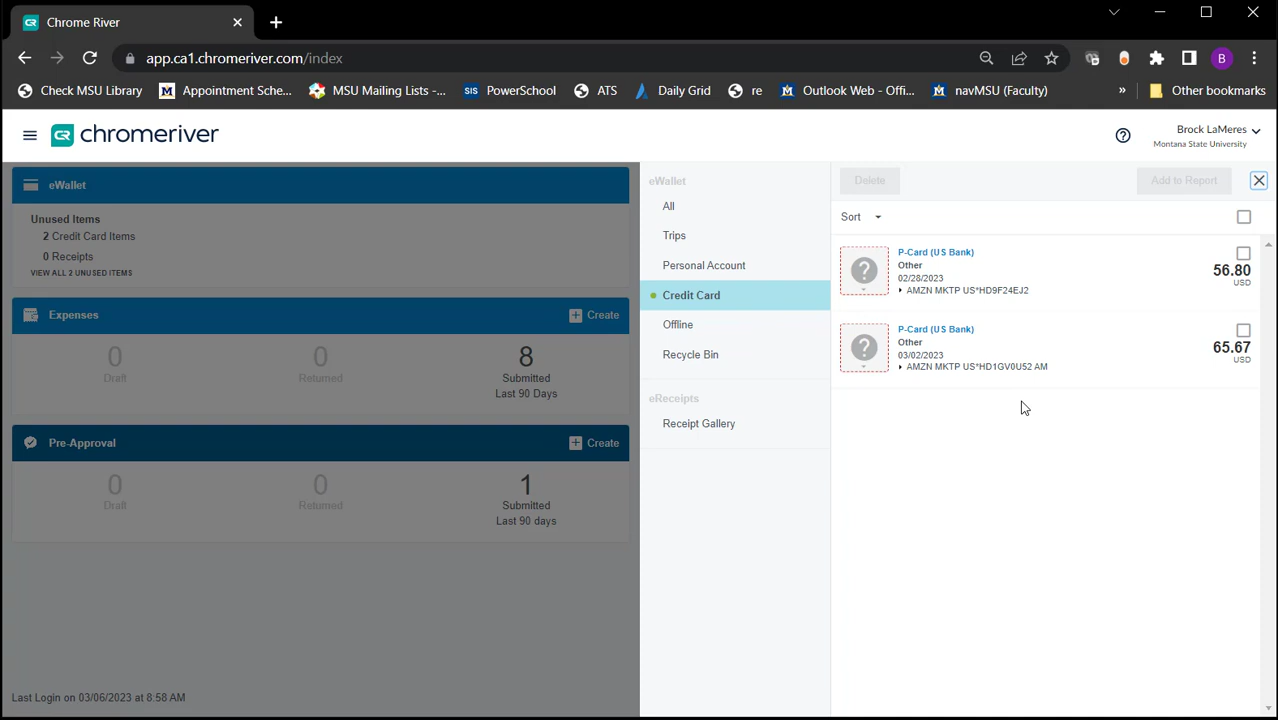 Chrome River
app.ca1.chromeriver.com/index
B
Check MSU Library
Appointment Sche...
MSU Mailing Lists -...
SIS PowerSchool
ATS
Daily Grid
re
Outlook Web - Offi...
navMSU (Faculty)
»
Other bookmarks
CR chromeriver
Brock LaMeres
Montana State University
eWallet
Unused Items
2 Credit Card Items
0 Receipts
VIEW ALL 2 UNUSED ITEMS
Expenses
Create
0
Draft
0
Returned
8
Submitted
Last 90 Days
Pre-Approval
Create
0
Draft
0
Returned
1
Submitted
Last 90 days
Last Login on 03/06/2023 at 8:58 AM
eWallet
All
Trips
Personal Account
Credit Card
Offline
Recycle Bin
eReceipts
Receipt Gallery
Delete
Add to Report
Sort
P-Card (US Bank)
Other
02/28/2023
AMZN MKTP US*HD9F24EJ2
56.80
USD
P-Card (US Bank)
Other
03/02/2023
AMZN MKTP US*HD1GV0U52 AM
65.67
USD